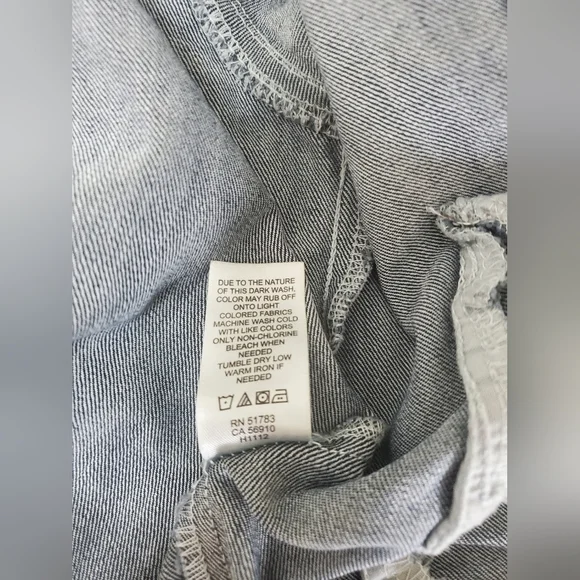 DUE TO THE NATURE
OF THIS DARK WASH.
COLOR MAY RUB OFF
ONTO LIGHT
COLORED FABRICS
MACHINE WASH COLD
WITH LIKE COLORS
ONLY NON-CHLORINE
BLEACH WHEN
NEEDED
TUMBLE DRY LOW
WARM IRON IF
NEEDED
RN 51783
CA 56910
H1112